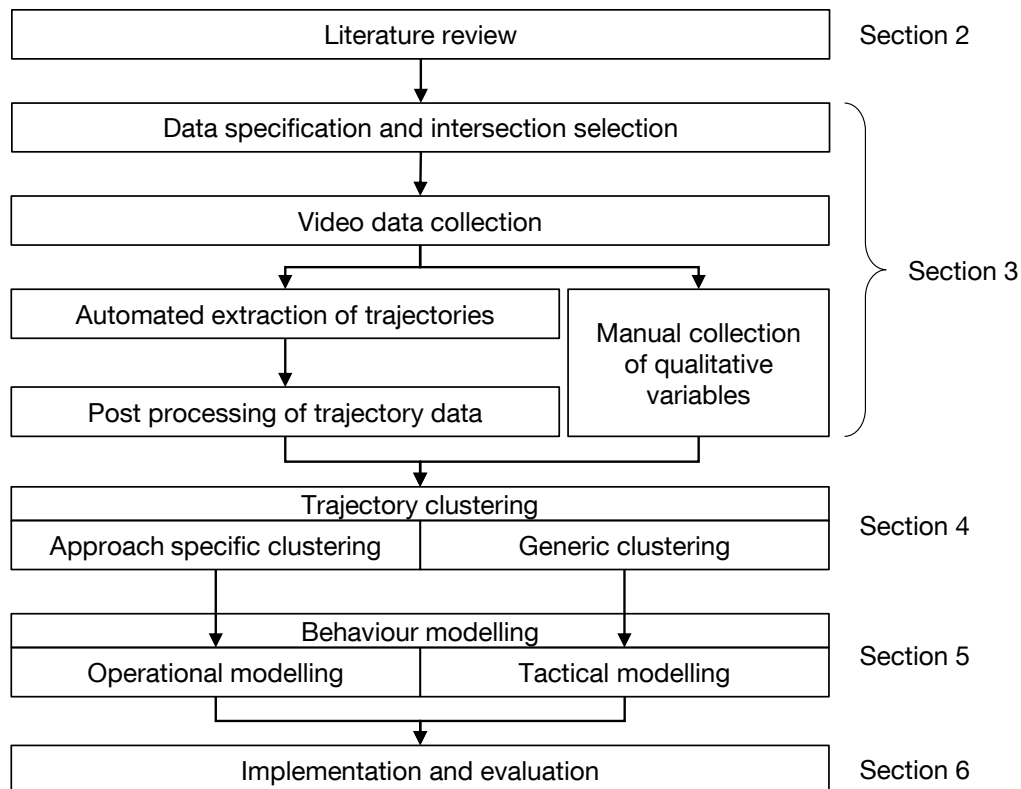 Literature review
Section 2
Data specification and intersection selection
Video data collection
Section 3
Automated extraction of trajectories
Manual collection
of qualitative
variables
Post processing of trajectory data
Trajectory clustering
Section 4
Approach specific clustering
Generic clustering
Behaviour modelling
Section 5
Operational modelling
Tactical modelling
Implementation and evaluation
Section 6